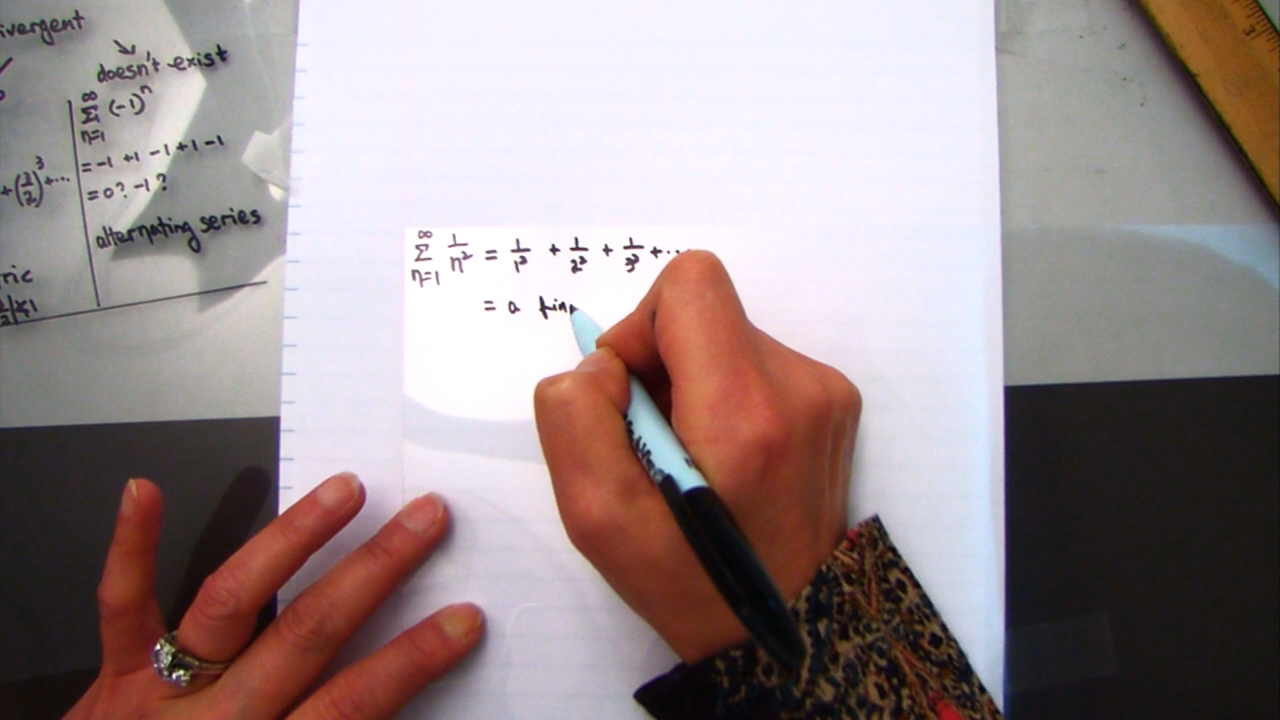 ivergent
doesn't exist
∞
Σ (-1)ⁿ
n=1
= -1 +1 -1 +1 -1
+(3/2)³+...
= 0? -1?
alternating series
ric
∞
Σ 1/n² = 1/1² + 1/2² + 1/3² + ...
n=1
= a fin